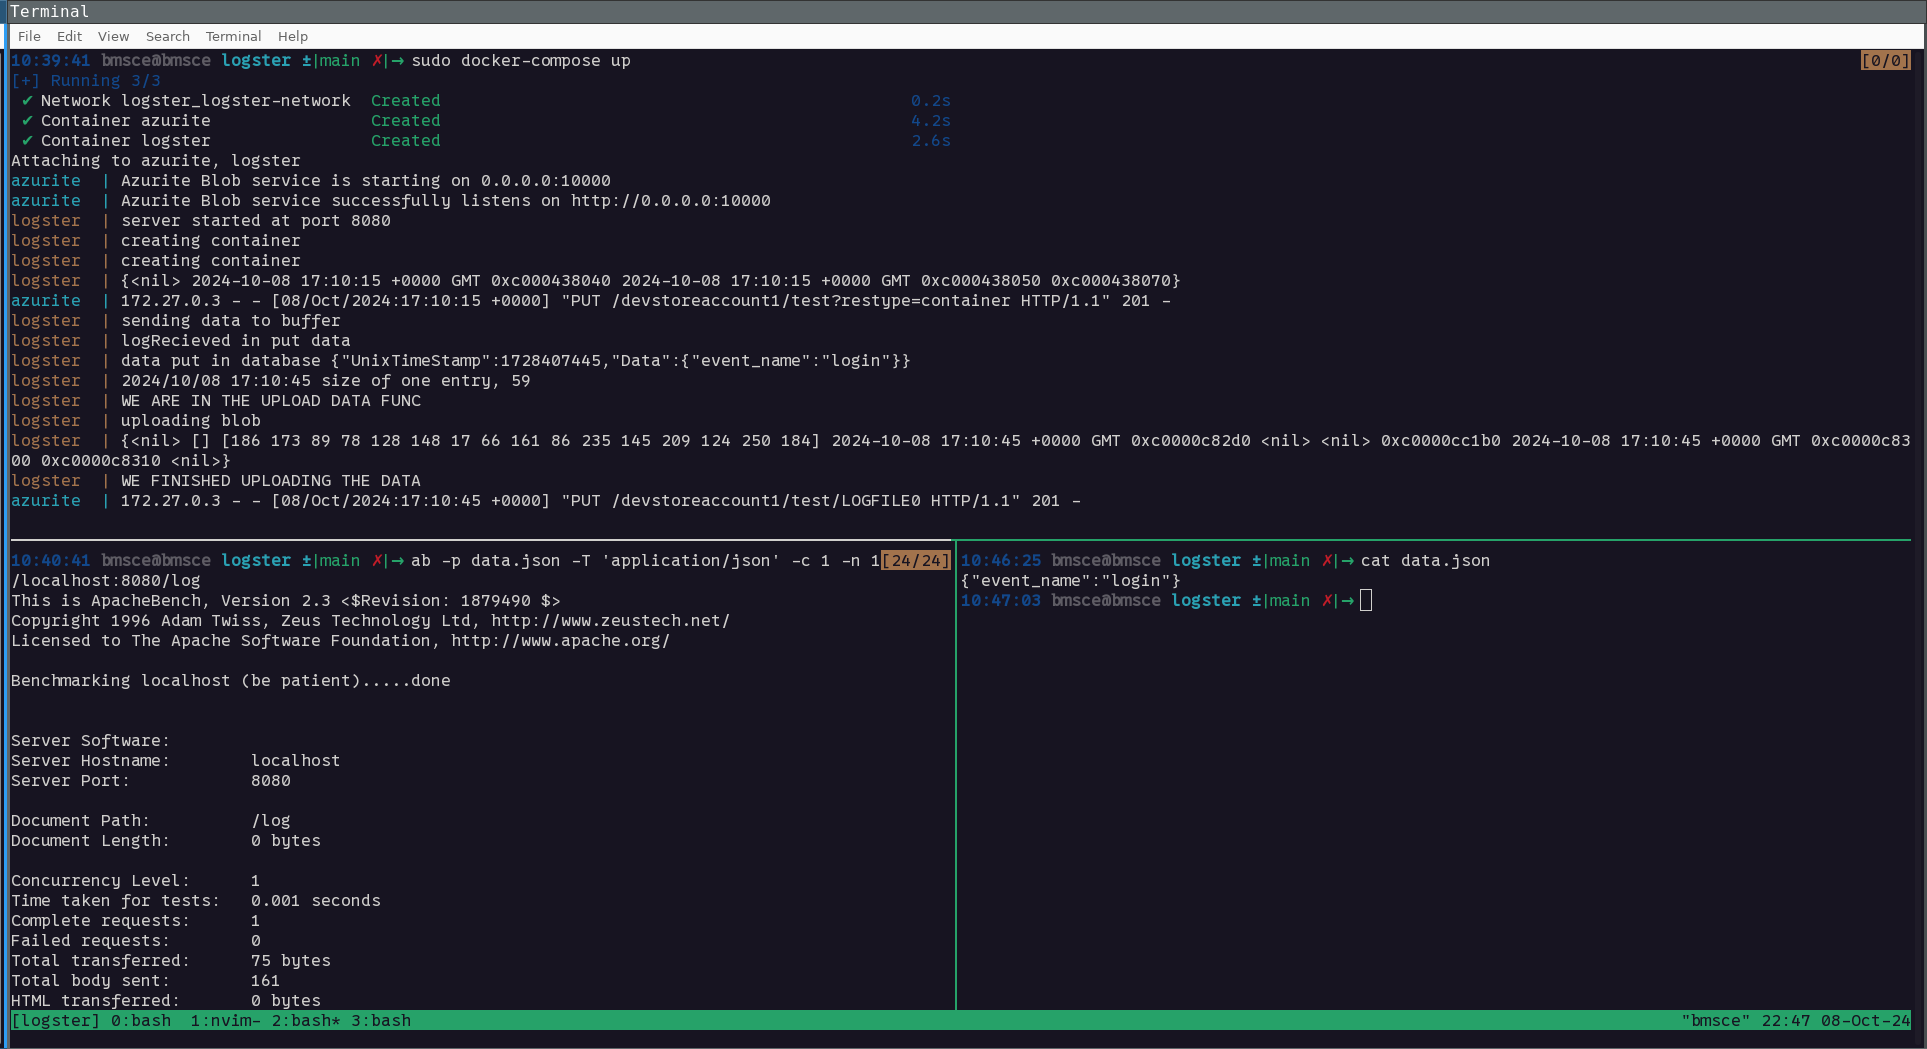 Terminal
File Edit View Search Terminal Help
10:39:41 bmsce@bmsce logster ±|main ✗|→ sudo docker-compose up [0/0]
[+] Running 3/3
✔ Network logster_logster-network Created 0.2s
✔ Container azurite Created 4.2s
✔ Container logster Created 2.6s
Attaching to azurite, logster
azurite | Azurite Blob service is starting on 0.0.0.0:10000
azurite | Azurite Blob service successfully listens on http://0.0.0.0:10000
logster | server started at port 8080
logster | creating container
logster | creating container
logster | {<nil> 2024-10-08 17:10:15 +0000 GMT 0xc000438040 2024-10-08 17:10:15 +0000 GMT 0xc000438050 0xc000438070}
azurite | 172.27.0.3 - - [08/Oct/2024:17:10:15 +0000] "PUT /devstoreaccount1/test?restype=container HTTP/1.1" 201 -
logster | sending data to buffer
logster | logRecieved in put data
logster | data put in database {"UnixTimeStamp":1728407445,"Data":{"event_name":"login"}}
logster | 2024/10/08 17:10:45 size of one entry, 59
logster | WE ARE IN THE UPLOAD DATA FUNC
logster | uploading blob
logster | {<nil> [] [186 173 89 78 128 148 17 66 161 86 235 145 209 124 250 184] 2024-10-08 17:10:45 +0000 GMT 0xc0000c82d0 <nil> <nil> 0xc0000cc1b0 2024-10-08 17:10:45 +0000 GMT 0xc0000c83
00 0xc0000c8310 <nil>}
logster | WE FINISHED UPLOADING THE DATA
azurite | 172.27.0.3 - - [08/Oct/2024:17:10:45 +0000] "PUT /devstoreaccount1/test/LOGFILE0 HTTP/1.1" 201 -
10:40:41 bmsce@bmsce logster ±|main ✗|→ ab -p data.json -T 'application/json' -c 1 -n 1[24/24]
/localhost:8080/log
This is ApacheBench, Version 2.3 <$Revision: 1879490 $>
Copyright 1996 Adam Twiss, Zeus Technology Ltd, http://www.zeustech.net/
Licensed to The Apache Software Foundation, http://www.apache.org/
Benchmarking localhost (be patient).....done
Server Software:
Server Hostname: localhost
Server Port: 8080
Document Path: /log
Document Length: 0 bytes
Concurrency Level: 1
Time taken for tests: 0.001 seconds
Complete requests: 1
Failed requests: 0
Total transferred: 75 bytes
Total body sent: 161
HTML transferred: 0 bytes
10:46:25 bmsce@bmsce logster ±|main ✗|→ cat data.json
{"event_name":"login"}
10:47:03 bmsce@bmsce logster ±|main ✗|→
[logster] 0:bash 1:nvim- 2:bash* 3:bash "bmsce" 22:47 08-Oct-24